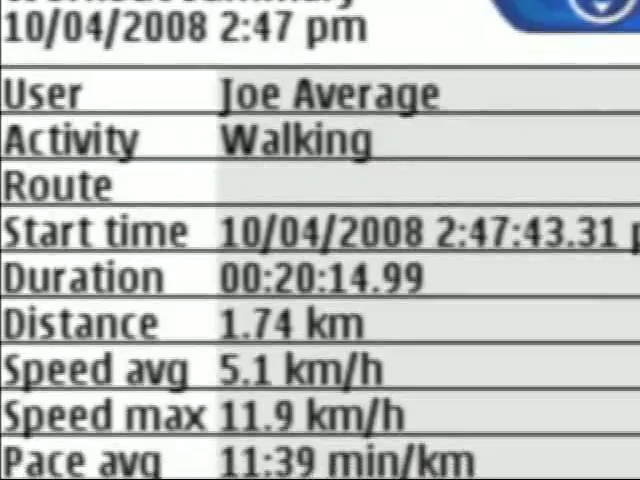 Workout summary
10/04/2008 2:47 pm
User Joe Average
Activity Walking
Route
Start time 10/04/2008 2:47:43.31 p
Duration 00:20:14.99
Distance 1.74 km
Speed avg 5.1 km/h
Speed max 11.9 km/h
Pace avg 11:39 min/km